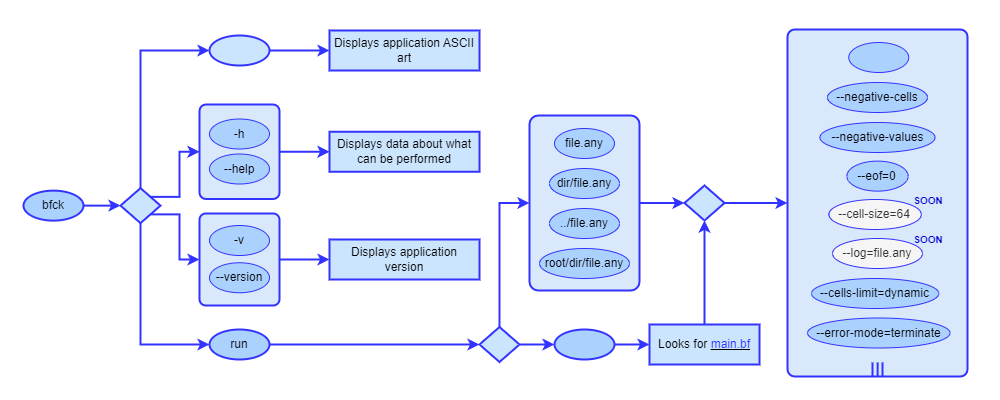 bfck
Displays application ASCII
art
-h
--help
Displays data about what
can be performed
-v
--version
Displays application
version
run
file.any
dir/file.any
../file.any
root/dir/file.any
Looks for main.bf
--negative-cells
--negative-values
--eof=0
SOON
--cell-size=64
SOON
--log=file.any
--cells-limit=dynamic
--error-mode=terminate